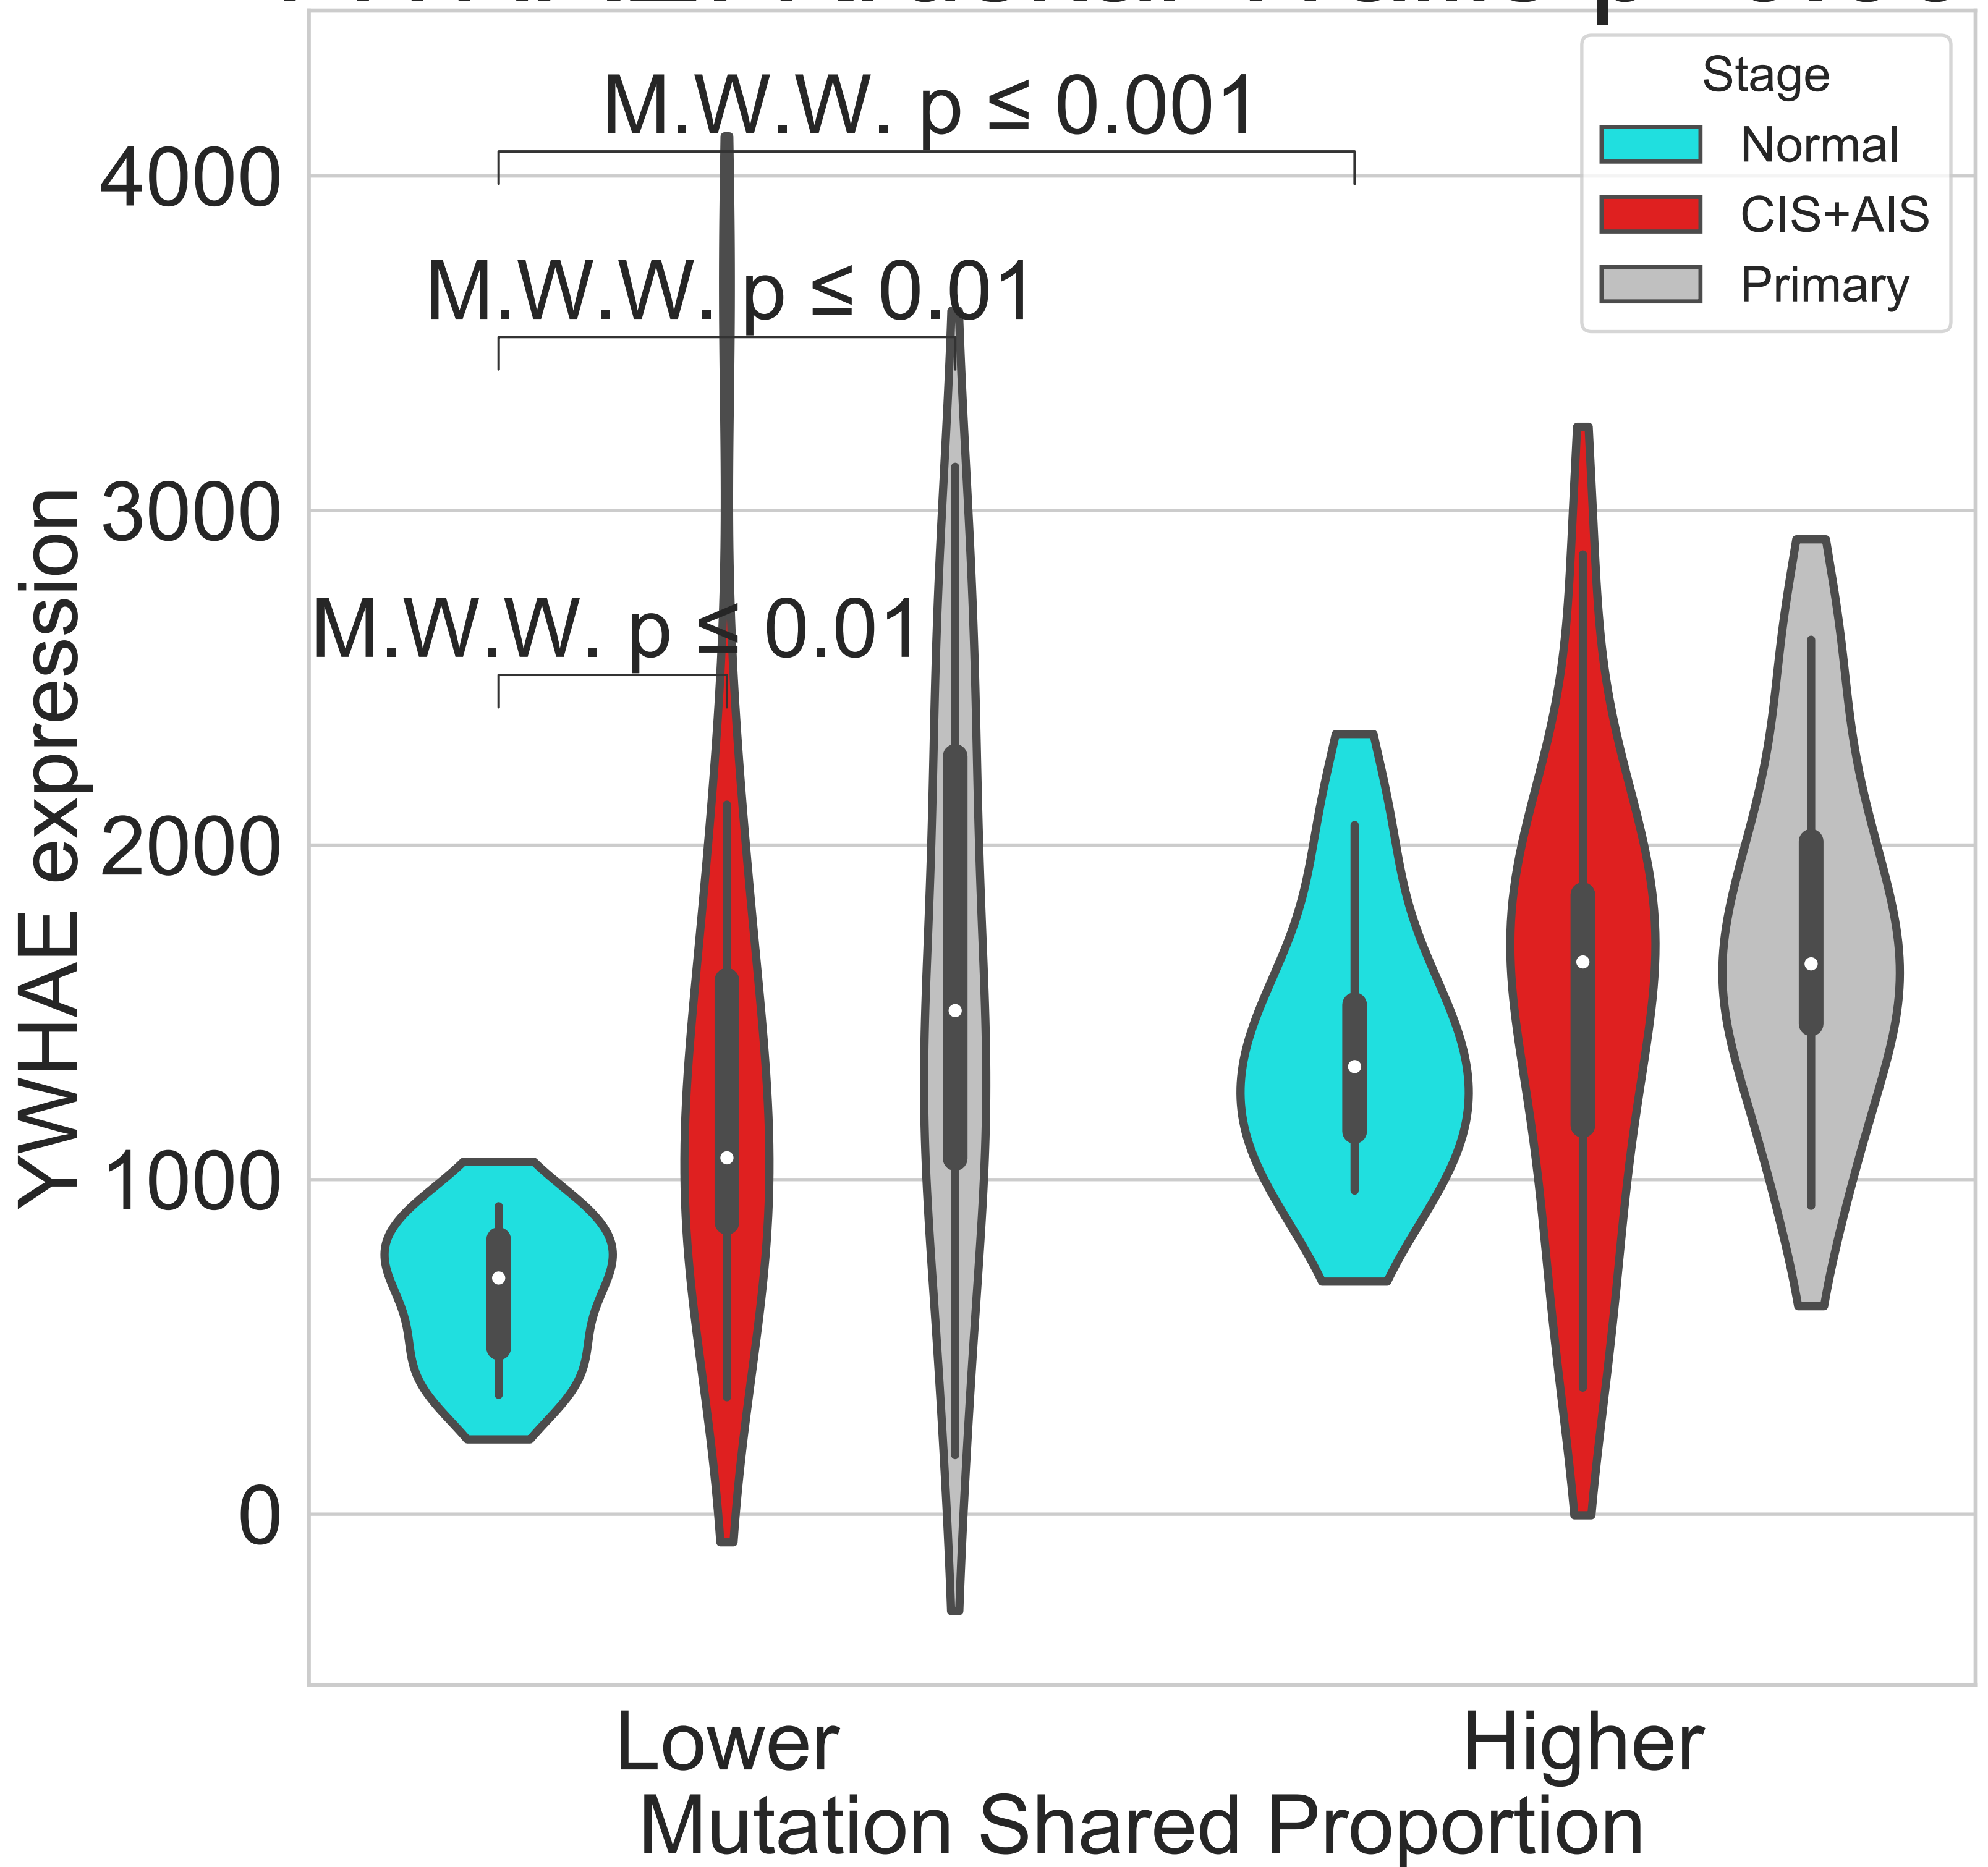 Stage
Normal
CIS+AIS
Primary
M.W.W. p ≤ 0.001
M.W.W. p ≤ 0.01
M.W.W. p ≤ 0.01
4000
3000
2000
1000
0
YWHAE expression
Lower
Higher
Mutation Shared Proportion